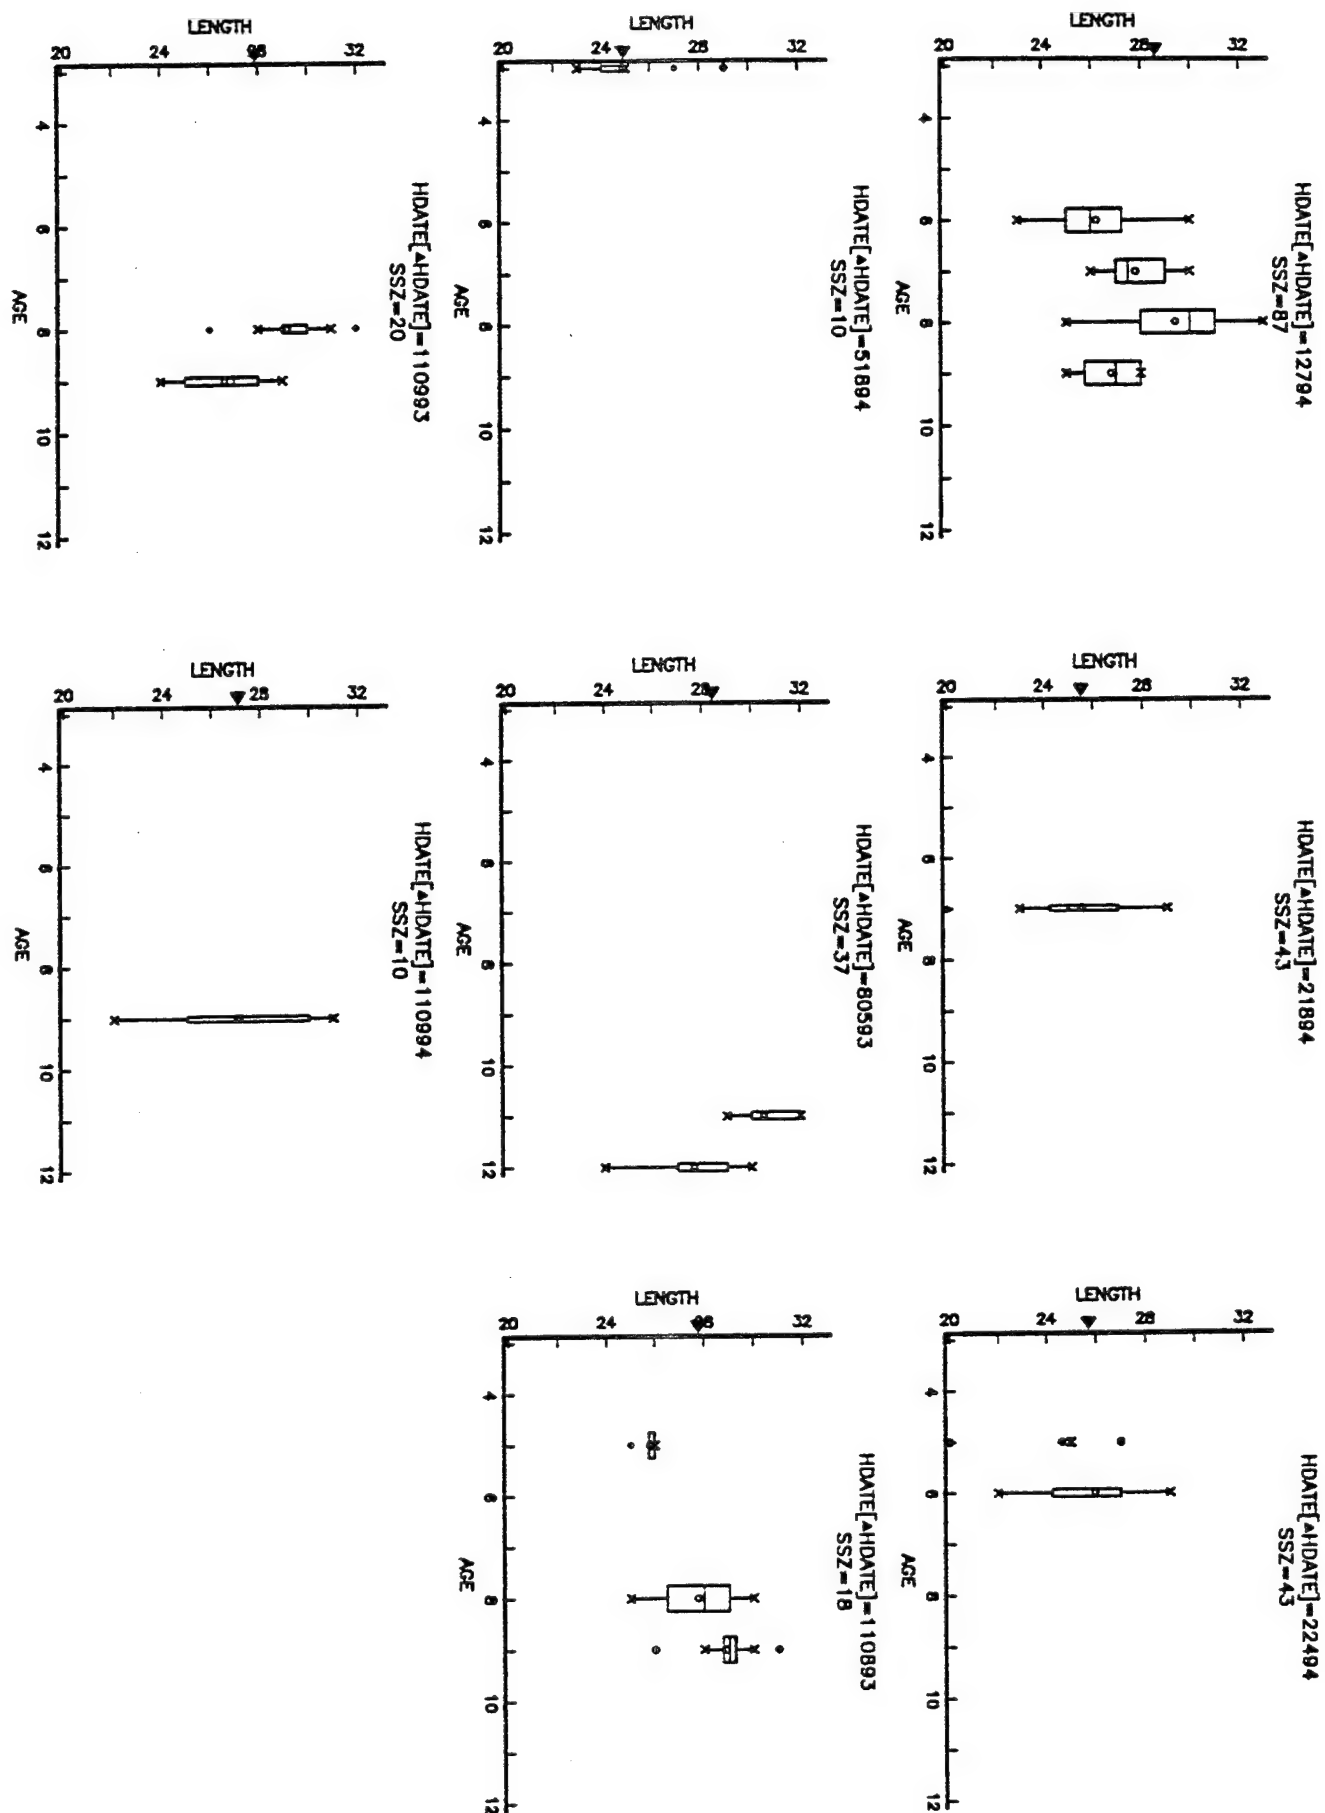 HDATE[▲HDATE]=12794
SSZ=87
LENGTH
32
28
24
20
4 6 8 10 12
AGE
HDATE[▲HDATE]=21894
SSZ=43
LENGTH
32
28
24
20
4 6 8 10 12
AGE
HDATE[▲HDATE]=22494
SSZ=43
LENGTH
32
28
24
20
4 6 8 10 12
AGE
HDATE[▲HDATE]=51894
SSZ=10
LENGTH
32
28
24
20
4 6 8 10 12
AGE
HDATE[▲HDATE]=80593
SSZ=37
LENGTH
32
28
24
20
4 6 8 10 12
AGE
HDATE[▲HDATE]=110893
SSZ=18
LENGTH
32
28
24
20
4 6 8 10 12
AGE
HDATE[▲HDATE]=110993
SSZ=20
LENGTH
32
28
24
20
4 6 8 10 12
AGE
HDATE[▲HDATE]=110994
SSZ=10
LENGTH
32
28
24
20
4 6 8 10 12
AGE